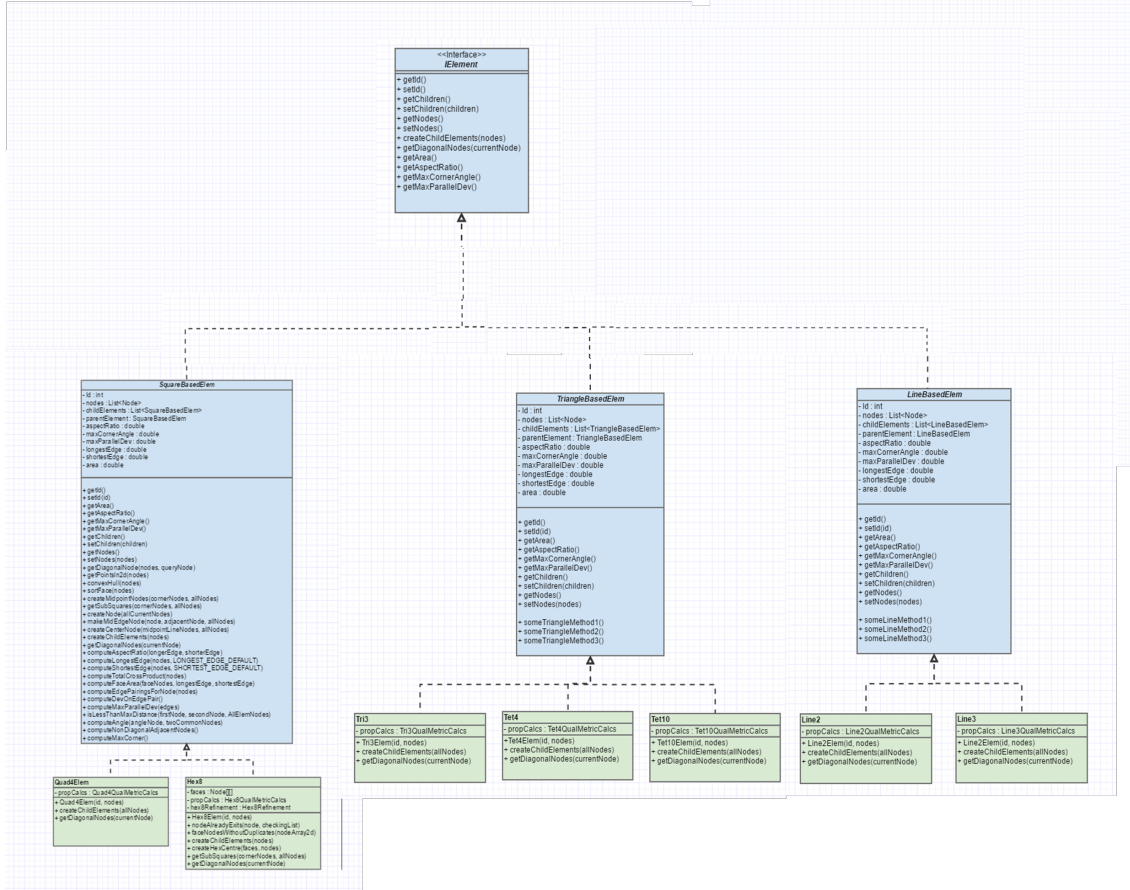 <<Interface>>
IElement
+ getId()
+ setId()
+ getChildren()
+ setChildren(children)
+ getNodes()
+ setNodes()
+ createChildElements(nodes)
+ getDiagonalNodes(currentNode)
+ getArea()
+ getAspectRatio()
+ getMaxCornerAngle()
+ getMaxParallelDev()
SquareBasedElem
- Id : int
- nodes : List<Node>
- childElements : List<SquareBasedElem>
- parentElement : SquareBasedElem
- aspectRatio : double
- maxCornerAngle : double
- maxParallelDev : double
- longestEdge : double
- shortestEdge : double
- area : double
+ getId()
+ setId(id)
+ getArea()
+ getAspectRatio()
+ getMaxCornerAngle()
+ getMaxParallelDev()
+ getChildren()
+ setChildren(children)
+ getNodes()
+ setNodes(nodes)
+ getDiagonalNode(nodes, queryNode)
+ getPointsIn2d(nodes)
+ convexHull(nodes)
+ sortFace(nodes)
+ createMidpointNodes(cornerNodes, allNodes)
+ getSubSquares(cornerNodes, allNodes)
+ createNode(allCurrentNodes)
+ makeMidEdgeNode(node, adjacentNode, allNodes)
+ createCenterNode(midpointLineNodes, allNodes)
+ createChildElements(nodes)
+ getDiagonalNodes(currentNode)
+ computeAspectRatio(longerEdge, shorterEdge)
+ computeLongestEdge(nodes, LONGEST_EDGE_DEFAULT)
+ computeShortestEdge(nodes, SHORTEST_EDGE_DEFAULT)
+ computeTotalCrossProduct(nodes)
+ computeFaceArea(faceNodes, longestEdge, shortestEdge)
+ computeEdgePairingsForNode(nodes)
+ computeDevOnEdgePair()
+ computeMaxParallelDev(edges)
+ isLessThanMaxDistance(firstNode, secondNode, AllElemNodes)
+ computeAngle(angleNode, twoCommonNodes)
+ computeNonDiagonalAdjacentNodes()
+ computeMaxCorner()
TriangleBasedElem
- Id : int
- nodes : List<Node>
- childElements : List<TriangleBasedElem>
- parentElement : TriangleBasedElem
- aspectRatio : double
- maxCornerAngle : double
- maxParallelDev : double
- longestEdge : double
- shortestEdge : double
- area : double
+ getId()
+ setId(id)
+ getArea()
+ getAspectRatio()
+ getMaxCornerAngle()
+ getMaxParallelDev()
+ getChildren()
+ setChildren(children)
+ getNodes()
+ setNodes(nodes)
+ someTriangleMethod1()
+ someTriangleMethod2()
+ someTriangleMethod3()
LineBasedElem
- Id : int
- nodes : List<Node>
- childElements : List<LineBasedElem>
- parentElement : LineBasedElem
- aspectRatio : double
- maxCornerAngle : double
- maxParallelDev : double
- longestEdge : double
- shortestEdge : double
- area : double
+ getId()
+ setId(id)
+ getArea()
+ getAspectRatio()
+ getMaxCornerAngle()
+ getMaxParallelDev()
+ getChildren()
+ setChildren(children)
+ getNodes()
+ setNodes(nodes)
+ someLineMethod1()
+ someLineMethod2()
+ someLineMethod3()
Tri3
- propCalcs : Tri3QualMetricCalcs
+ Tri3Elem(id, nodes)
+ createChildElements(allNodes)
+ getDiagonalNodes(currentNode)
Tet4
- propCalcs : Tet4QualMetricCalcs
+Tet4Elem(id, nodes)
+ createChildElements(allNodes)
+ getDiagonalNodes(currentNode)
Tet10
- propCalcs : Tet10QualMetricCalcs
+ Tet10Elem(id, nodes)
+ createChildElements(allNodes)
+ getDiagonalNodes(currentNode)
Line2
- propCalcs : Line2QualMetricCalcs
+ Line2Elem(id, nodes)
+ createChildElements(allNodes)
+ getDiagonalNodes(currentNode)
Line3
- propCalcs : Line3QualMetricCalcs
+ Line2Elem(id, nodes)
+ createChildElements(allNodes)
+ getDiagonalNodes(currentNode)
Quad4Elem
- propCalcs : Quad4QualMetricCalcs
+ Quad4Elem(id, nodes)
+ createChildElements(allNodes)
+ getDiagonalNodes(currentNode)
Hex8
- faces : Node[][]
- propCalcs : Hex8QualMetricCalcs
- hex8Refinement : Hex8Refinement
+ Hex8Elem(id, nodes)
+ nodeAlreadyExits(node, checkingList)
+ faceNodesWithoutDuplicates(nodeArray2d)
+ createChildElements(nodes)
+ createHexCentre(faces, nodes)
+ getSubSquares(cornerNodes, allNodes)
+ getDiagonalNodes(currentNode)